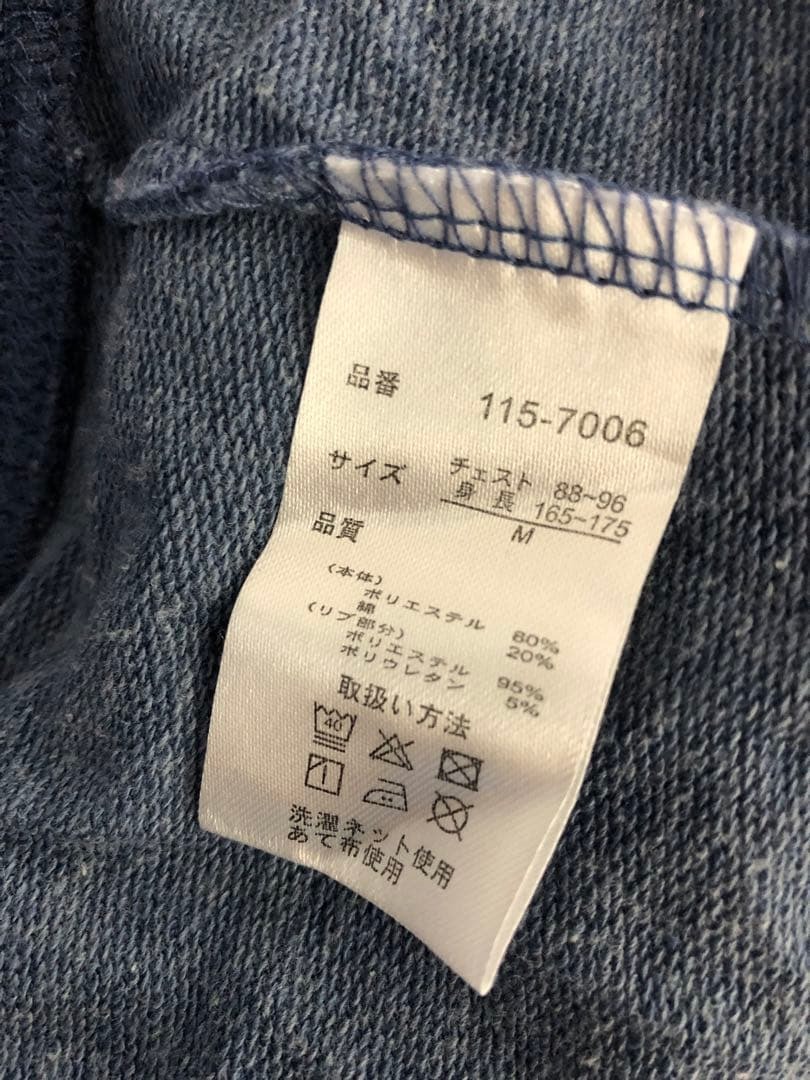 品番 115-7006
サイズ チェスト 88~96
身長 165~175
M
品質
(本体)
ポリエステル 80%
綿 20%
(リブ部分)
ポリエステル 95%
ポリウレタン 5%
取扱い方法
40
洗濯ネット使用
あて布使用